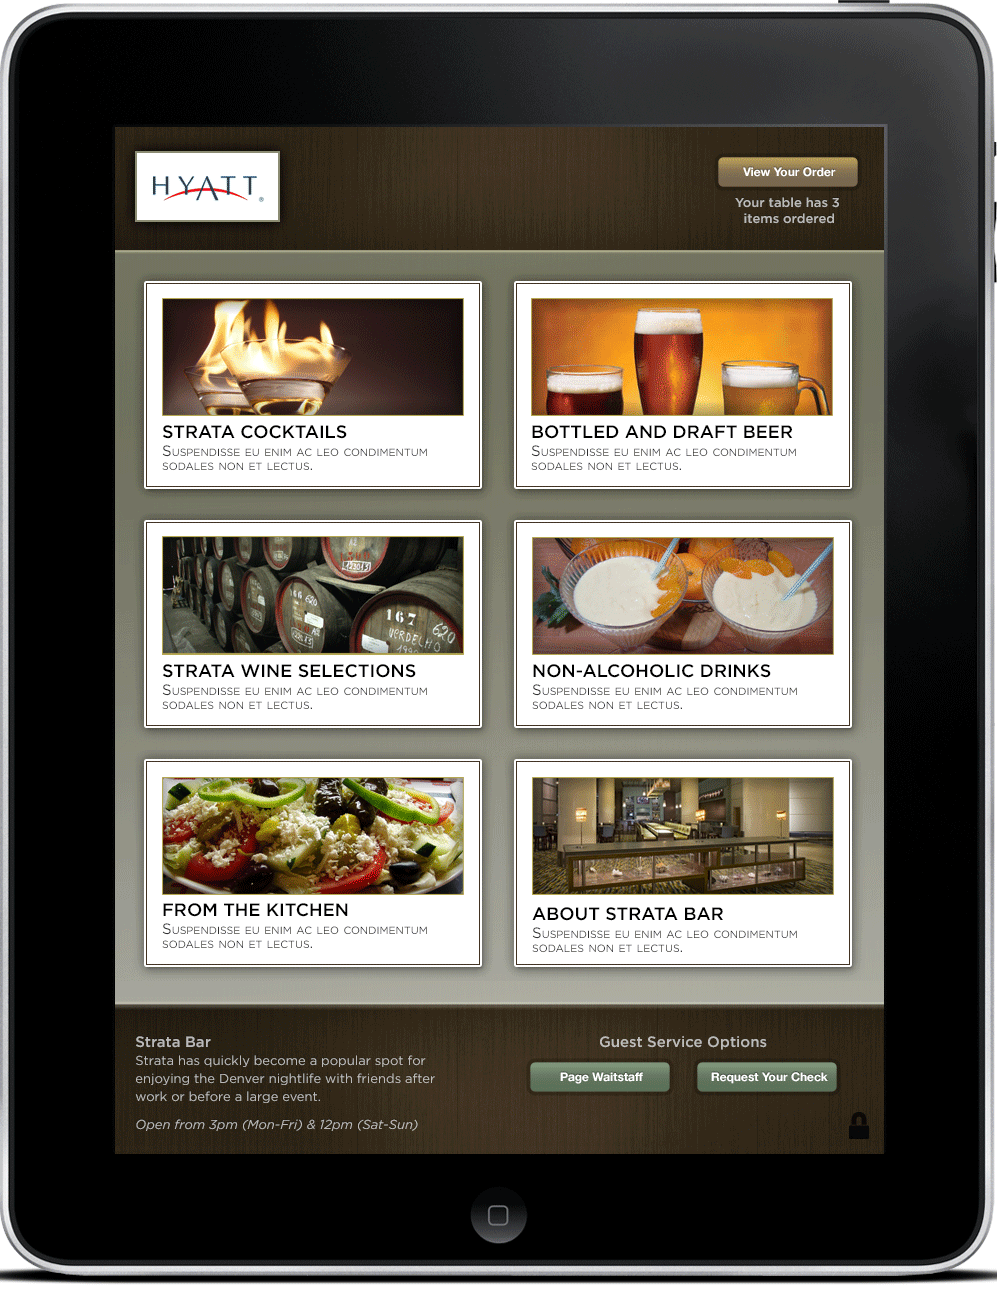 HYATT®
View Your Order
Your table has 3
items ordered
STRATA COCKTAILS
SUSPENDISSE EU ENIM AC LEO CONDIMENTUM
SODALES NON ET LECTUS.
BOTTLED AND DRAFT BEER
SUSPENDISSE EU ENIM AC LEO CONDIMENTUM
SODALES NON ET LECTUS.
167
620
VERDELHO
STRATA WINE SELECTIONS
SUSPENDISSE EU ENIM AC LEO CONDIMENTUM
SODALES NON ET LECTUS.
NON-ALCOHOLIC DRINKS
SUSPENDISSE EU ENIM AC LEO CONDIMENTUM
SODALES NON ET LECTUS.
FROM THE KITCHEN
SUSPENDISSE EU ENIM AC LEO CONDIMENTUM
SODALES NON ET LECTUS.
ABOUT STRATA BAR
SUSPENDISSE EU ENIM AC LEO CONDIMENTUM
SODALES NON ET LECTUS.
Strata Bar
Strata has quickly become a popular spot for
enjoying the Denver nightlife with friends after
work or before a large event.
Open from 3pm (Mon-Fri) & 12pm (Sat-Sun)
Guest Service Options
Page Waitstaff
Request Your Check